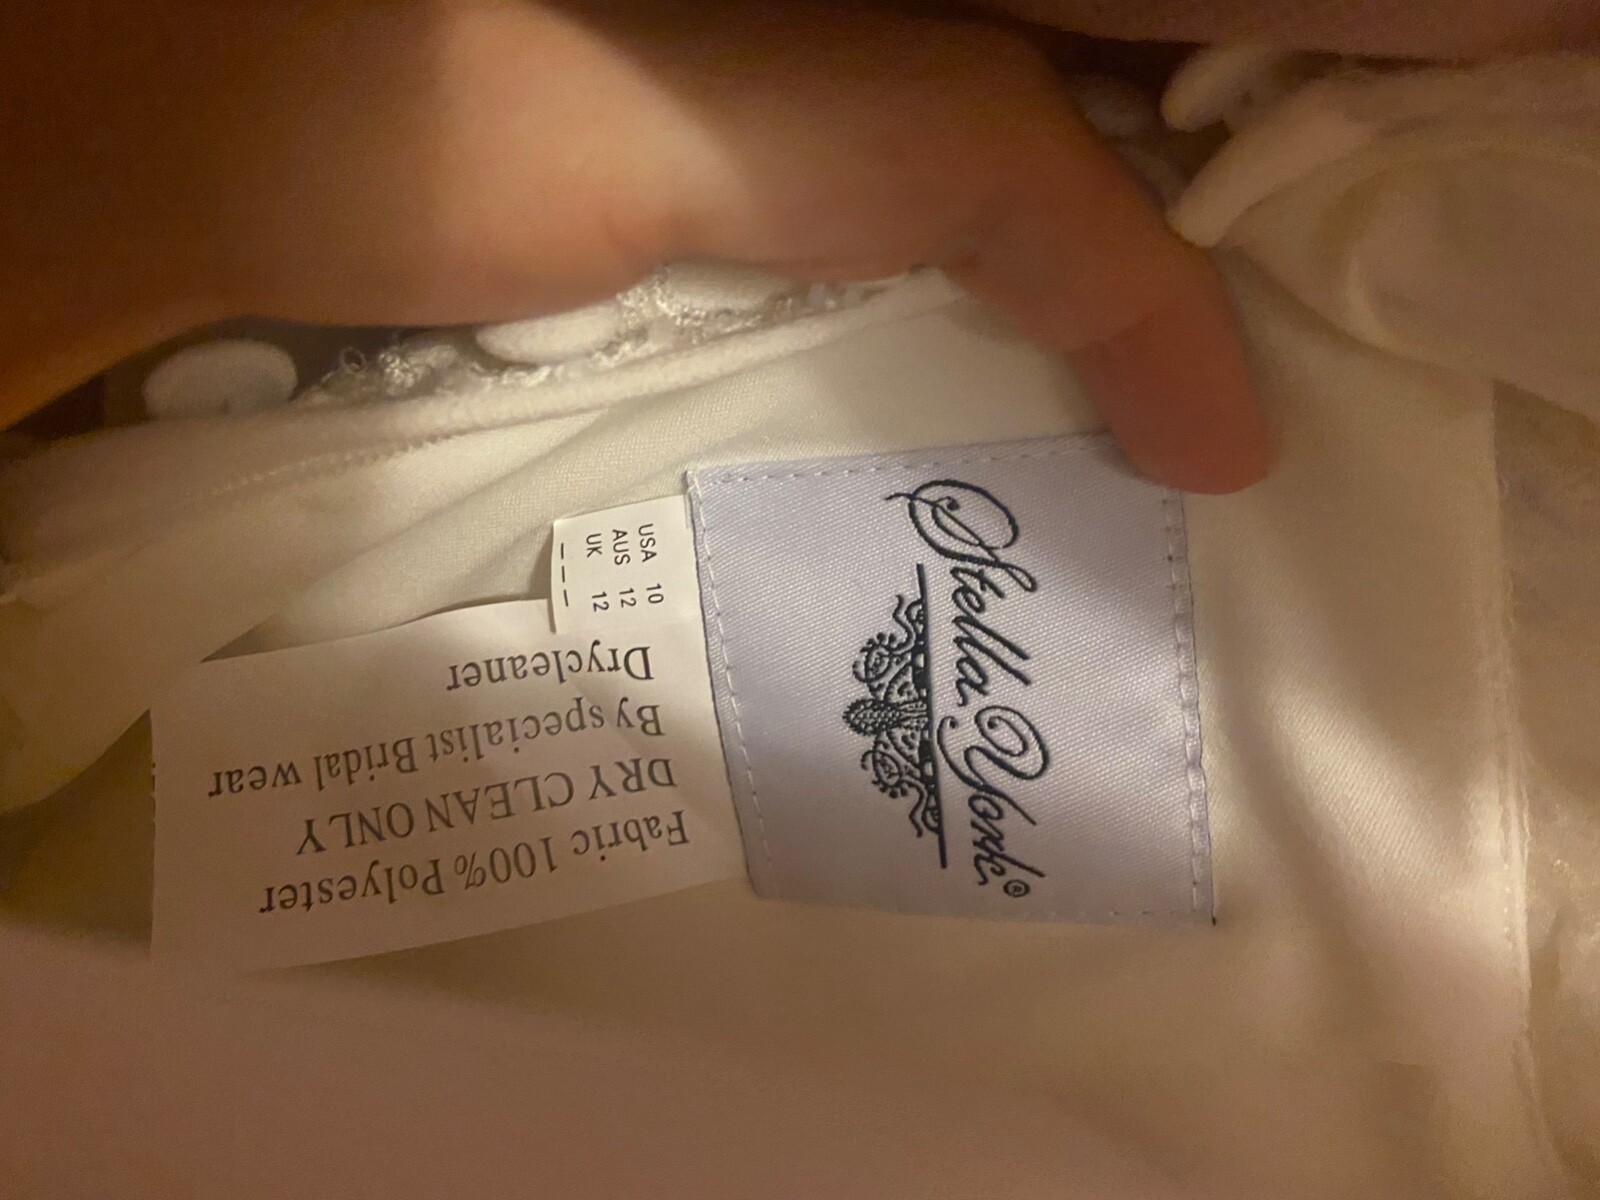 Stella York®
USA 10
AUS 12
UK 12
Fabric 100% Polyester
DRY CLEAN ONLY
By specialist Bridal wear
Drycleaner